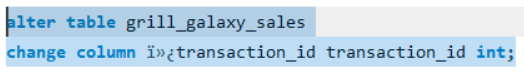 alter table grill_galaxy_sales
change column ï»¿transaction_id transaction_id int;